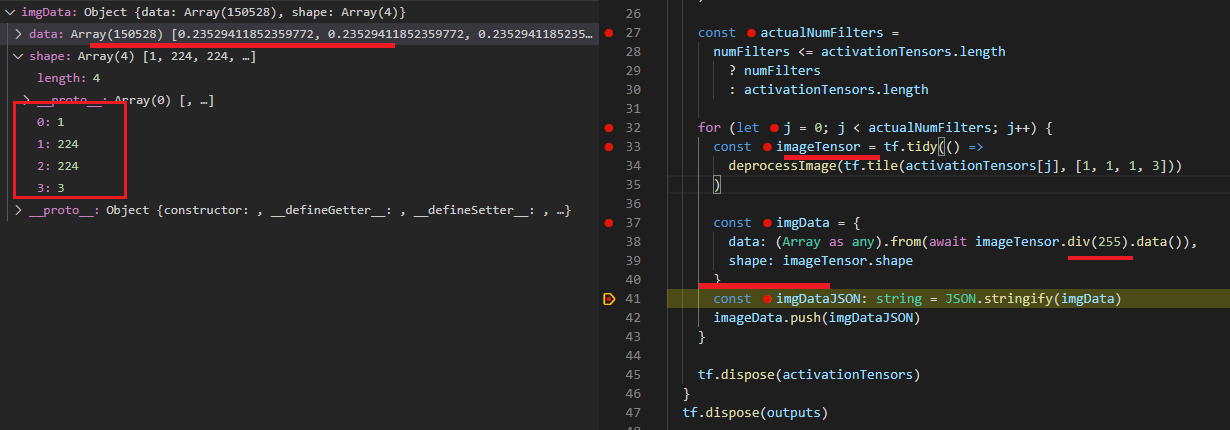 imgData: Object {data: Array(150528), shape: Array(4)}
data: Array(150528) [0.23529411852359772, 0.23529411852359772, 0.2352941185235…
shape: Array(4) [1, 224, 224, …]
length: 4
__proto__: Array(0) [, …]
0: 1
1: 224
2: 224
3: 3
__proto__: Object {constructor: , __defineGetter__: , __defineSetter__: , …}
26
27 const actualNumFilters =
28 numFilters <= activationTensors.length
29 ? numFilters
30 : activationTensors.length
31
32 for (let j = 0; j < actualNumFilters; j++) {
33 const imageTensor = tf.tidy(() =>
34 deprocessImage(tf.tile(activationTensors[j], [1, 1, 1, 3]))
35 )
36
37 const imgData = {
38 data: (Array as any).from(await imageTensor.div(255).data()),
39 shape: imageTensor.shape
40 }
41 const imgDataJSON: string = JSON.stringify(imgData)
42 imageData.push(imgDataJSON)
43 }
44
45 tf.dispose(activationTensors)
46 }
47 tf.dispose(outputs)